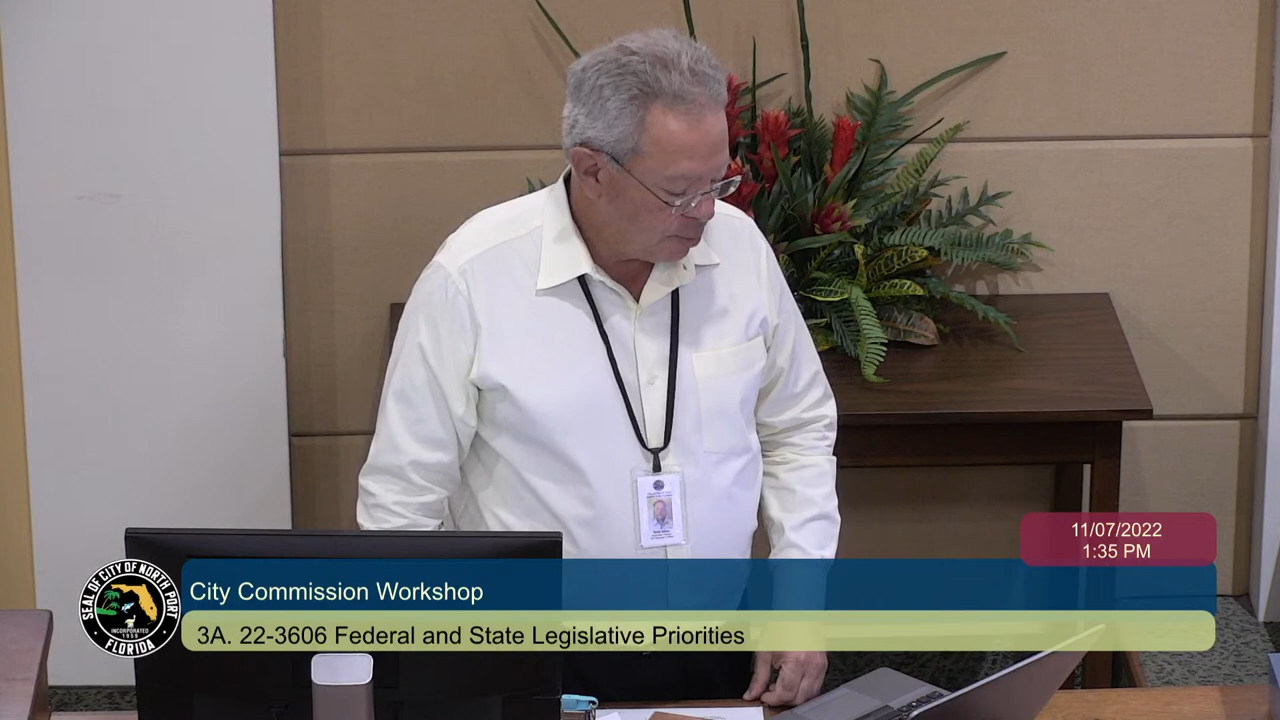 11/07/2022
1:35 PM
City Commission Workshop
3A. 22-3606 Federal and State Legislative Priorities
SEAL OF CITY OF NORTH PORT
INCORPORATED
1959
FLORIDA